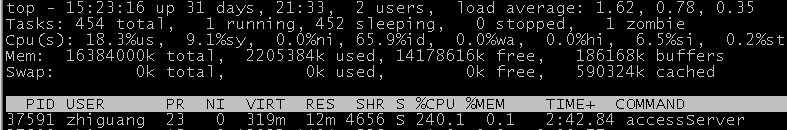 top - 15:23:16 up 31 days, 21:33,  2 users,  load average: 1.62, 0.78, 0.35
Tasks: 454 total,   1 running, 452 sleeping,   0 stopped,   1 zombie
Cpu(s): 18.3%us,  9.1%sy,  0.0%ni, 65.9%id,  0.0%wa,  0.0%hi,  6.5%si,  0.2%st
Mem:  16384000k total,  2205384k used, 14178616k free,   186168k buffers
Swap:        0k total,        0k used,        0k free,   590324k cached
PID USER      PR  NI  VIRT  RES  SHR S %CPU %MEM    TIME+  COMMAND
37591 zhiguang  23   0  319m  12m 4656 S 240.1  0.1   2:42.84 accessServer